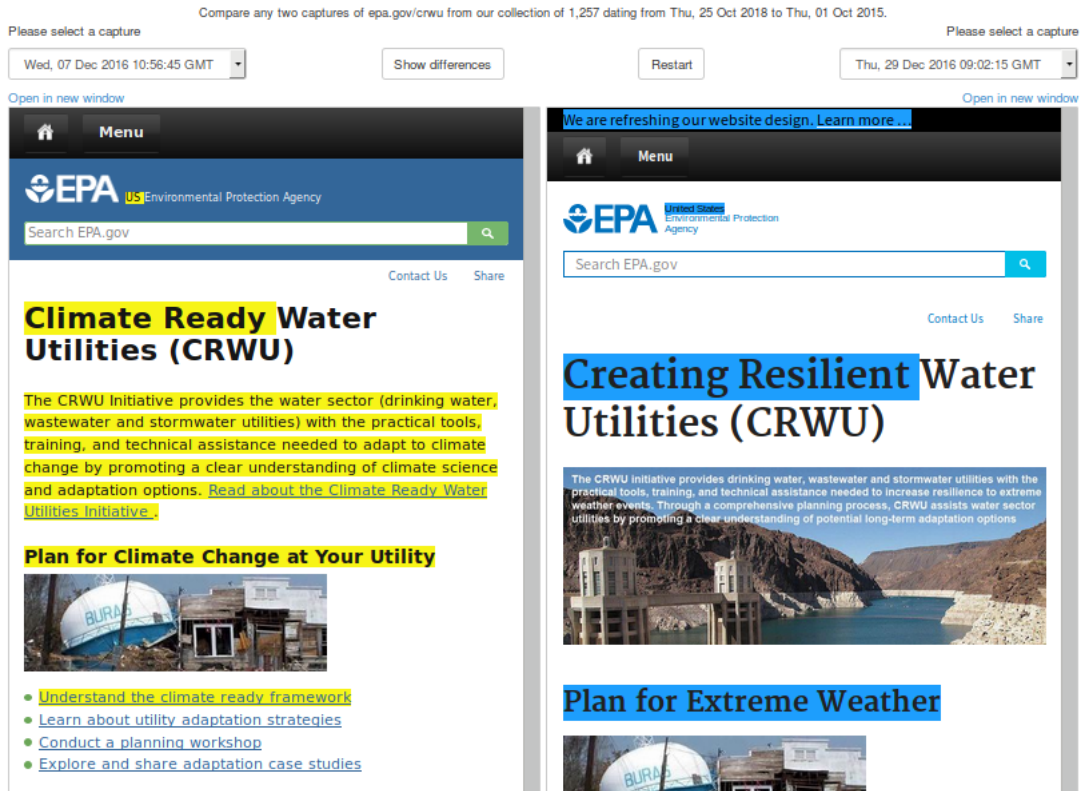 Compare any two captures of epa.gov/crwu from our collection of 1,257 dating from Thu, 25 Oct 2018 to Thu, 01 Oct 2015.
Please select a capture
Please select a capture
Wed, 07 Dec 2016 10:56:45 GMT
Show differences
Restart
Thu, 29 Dec 2016 09:02:15 GMT
Open in new window
Open in new window
Menu
EPA US Environmental Protection Agency
Search EPA.gov
Contact Us Share
Climate Ready Water
Utilities (CRWU)
The CRWU Initiative provides the water sector (drinking water,
wastewater and stormwater utilities) with the practical tools,
training, and technical assistance needed to adapt to climate
change by promoting a clear understanding of climate science
and adaptation options. Read about the Climate Ready Water
Utilities Initiative .
Plan for Climate Change at Your Utility
BURAS
Understand the climate ready framework
Learn about utility adaptation strategies
Conduct a planning workshop
Explore and share adaptation case studies
We are refreshing our website design. Learn more ...
Menu
EPA
United States
Environmental Protection
Agency
Search EPA.gov
Contact Us Share
Creating Resilient Water
Utilities (CRWU)
The CRWU initiative provides drinking water, wastewater and stormwater utilities with the
practical tools, training, and technical assistance needed to increase resilience to extreme
weather events. Through a comprehensive planning process, CRWU assists water sector
utilities by promoting a clear understanding of potential long-term adaptation options
Plan for Extreme Weather
BURAS